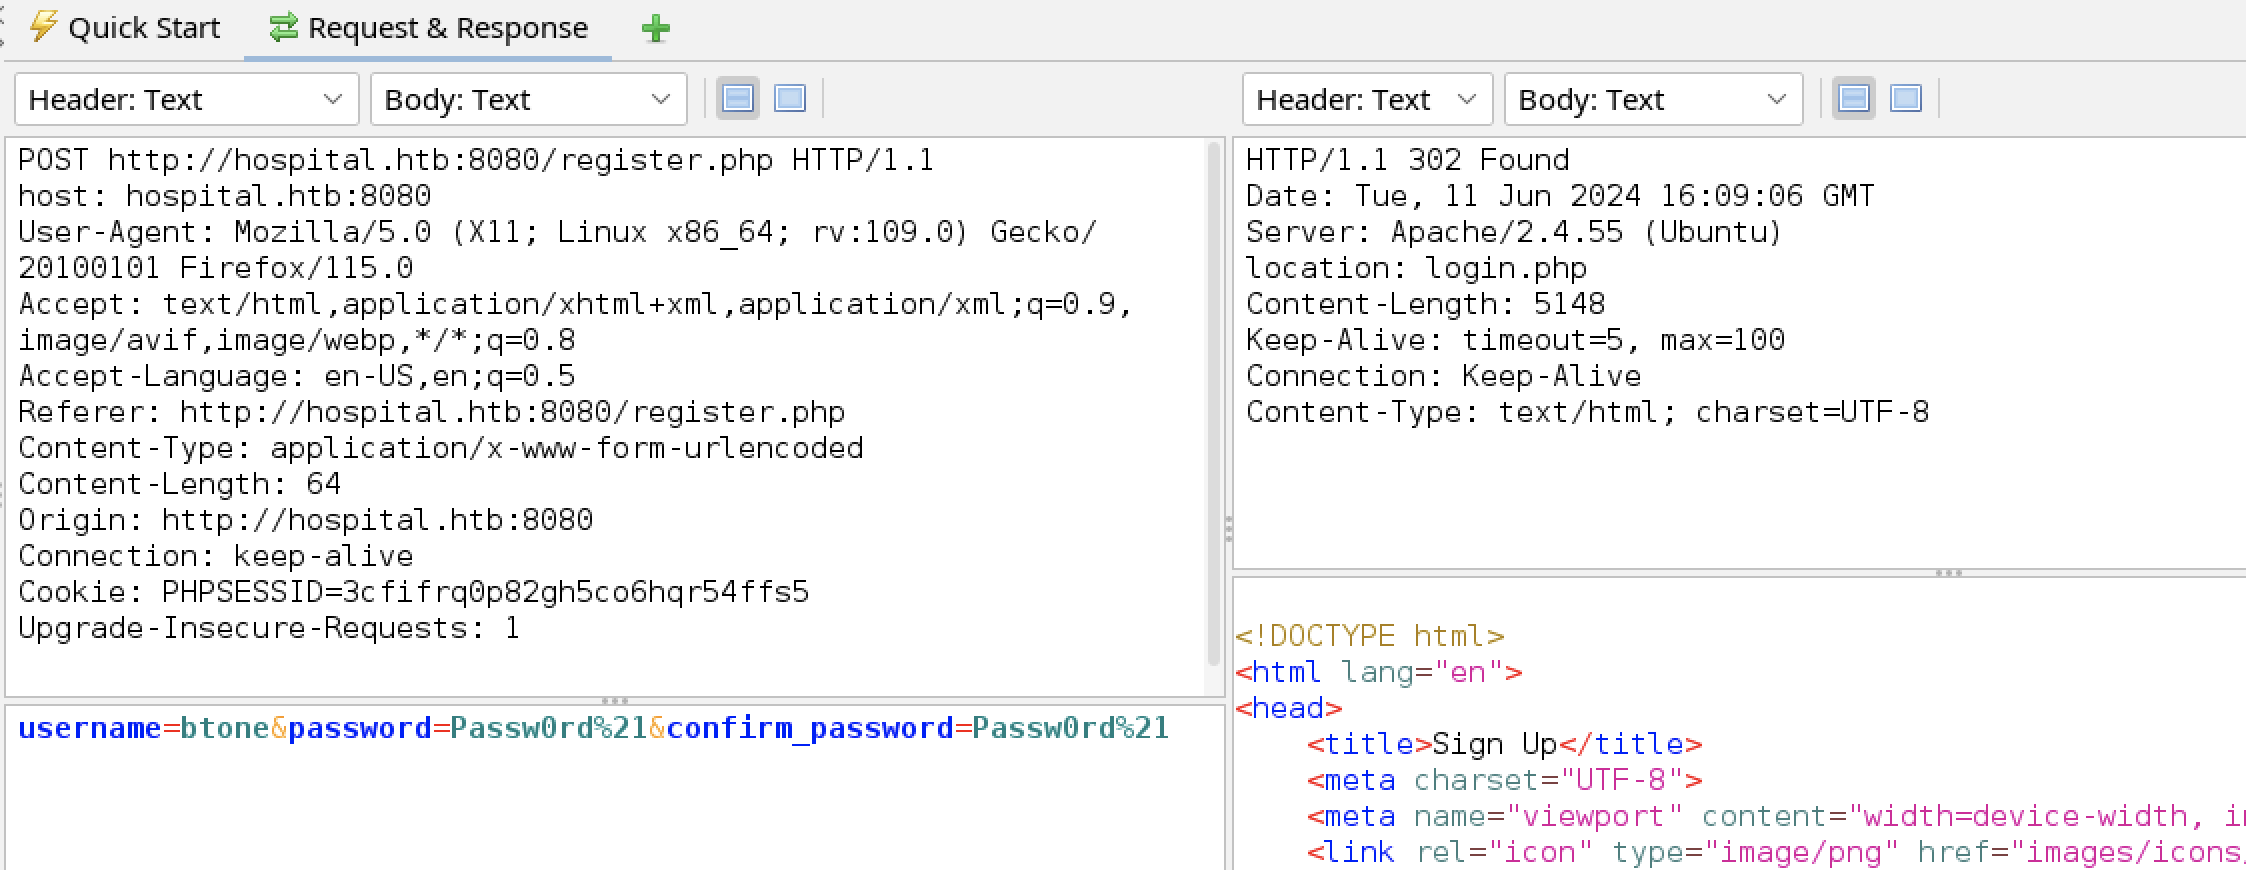 Quick Start
Request & Response
Header: Text
Body: Text
POST http://hospital.htb:8080/register.php HTTP/1.1
host: hospital.htb:8080
User-Agent: Mozilla/5.0 (X11; Linux x86_64; rv:109.0) Gecko/
20100101 Firefox/115.0
Accept: text/html,application/xhtml+xml,application/xml;q=0.9,
image/avif,image/webp,*/*;q=0.8
Accept-Language: en-US,en;q=0.5
Referer: http://hospital.htb:8080/register.php
Content-Type: application/x-www-form-urlencoded
Content-Length: 64
Origin: http://hospital.htb:8080
Connection: keep-alive
Cookie: PHPSESSID=3cfifrq0p82gh5co6hqr54ffs5
Upgrade-Insecure-Requests: 1
username=btone&password=Passw0rd%21&confirm_password=Passw0rd%21
Header: Text
Body: Text
HTTP/1.1 302 Found
Date: Tue, 11 Jun 2024 16:09:06 GMT
Server: Apache/2.4.55 (Ubuntu)
location: login.php
Content-Length: 5148
Keep-Alive: timeout=5, max=100
Connection: Keep-Alive
Content-Type: text/html; charset=UTF-8
<!DOCTYPE html>
<html lang="en">
<head>
<title>Sign Up</title>
<meta charset="UTF-8">
<meta name="viewport" content="width=device-width,
<link rel="icon" type="image/png" href="images/icons/